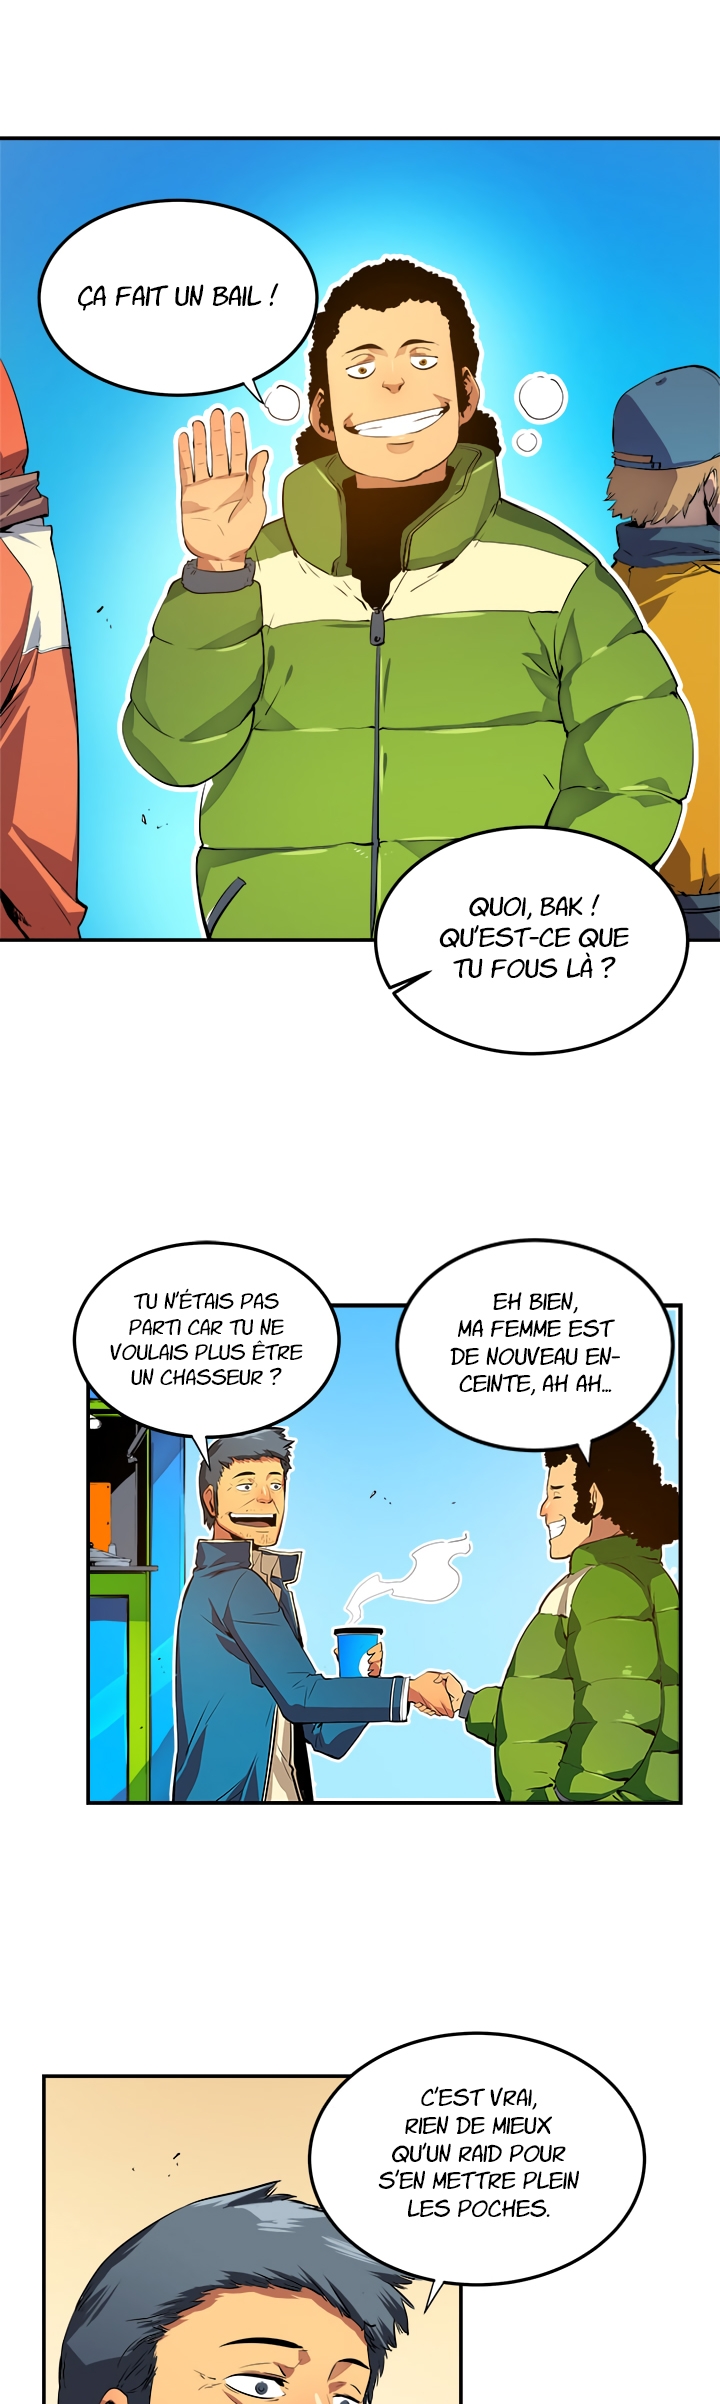 ÇA FAIT UN BAIL !
QUOI, BAK !
QU'EST-CE QUE
TU FOUS LÀ ?
TU N'ÉTAIS PAS
PARTI CAR TU NE
VOULAIS PLUS ÊTRE
UN CHASSEUR ?
EH BIEN,
MA FEMME EST
DE NOUVEAU EN-
CEINTE, AH AH...
C'EST VRAI,
RIEN DE MIEUX
QU'UN RAID POUR
S'EN METTRE PLEIN
LES POCHES.